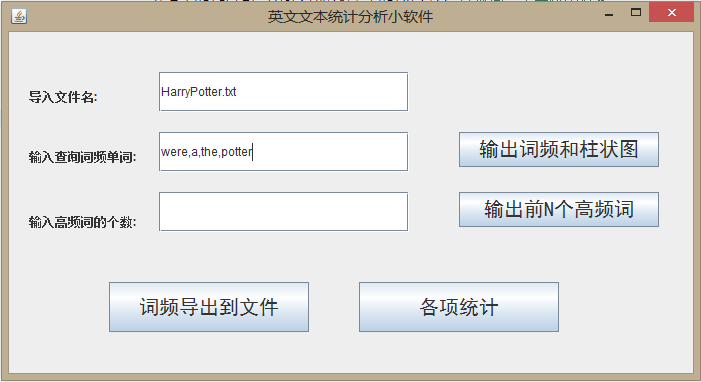 英文文本统计分析小软件
导入文件名:
HarryPotter.txt
输入查询词频单词:
were,a,the,potter
输出词频和柱状图
输入高频词的个数:
输出前N个高频词
词频导出到文件
各项统计